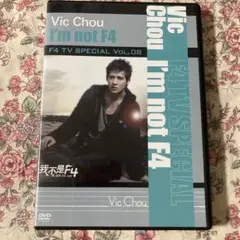 Vic Chou
I'm not F4
F4 TV SPECIAL VOL.08
Vic Chou I'm not F4
F4 TV SPECIAL
我不是F4
Vic Chou
DVD